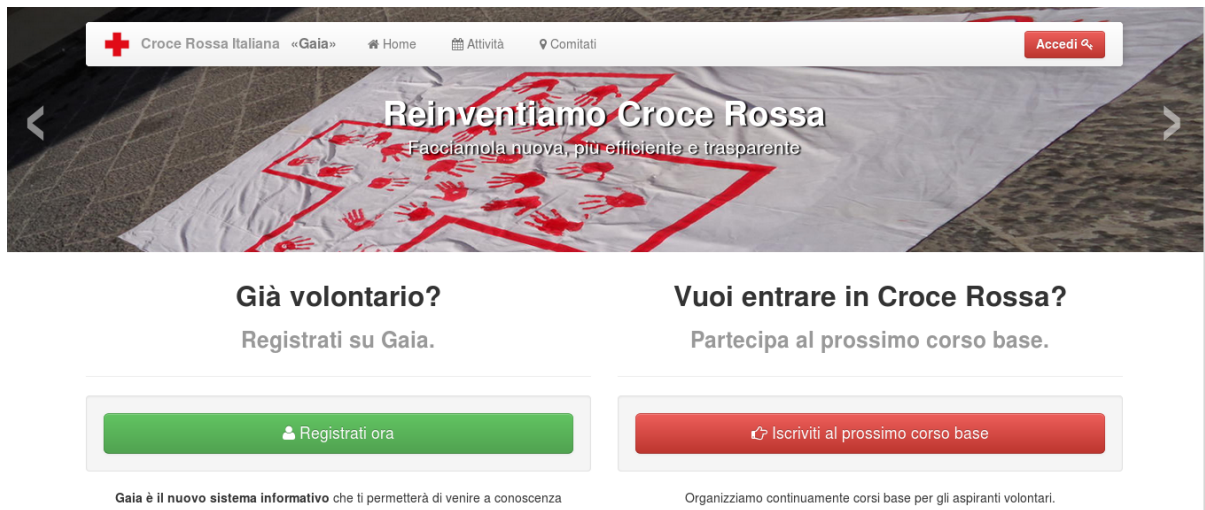 Croce Rossa Italiana «Gaia» Home Attività Comitati Accedi
Reinventiamo Croce Rossa
Facciamola nuova, più efficiente e trasparente
Già volontario?
Registrati su Gaia.
Registrati ora
Gaia è il nuovo sistema informativo che ti permetterà di venire a conoscenza
Vuoi entrare in Croce Rossa?
Partecipa al prossimo corso base.
Iscriviti al prossimo corso base
Organizziamo continuamente corsi base per gli aspiranti volontari.